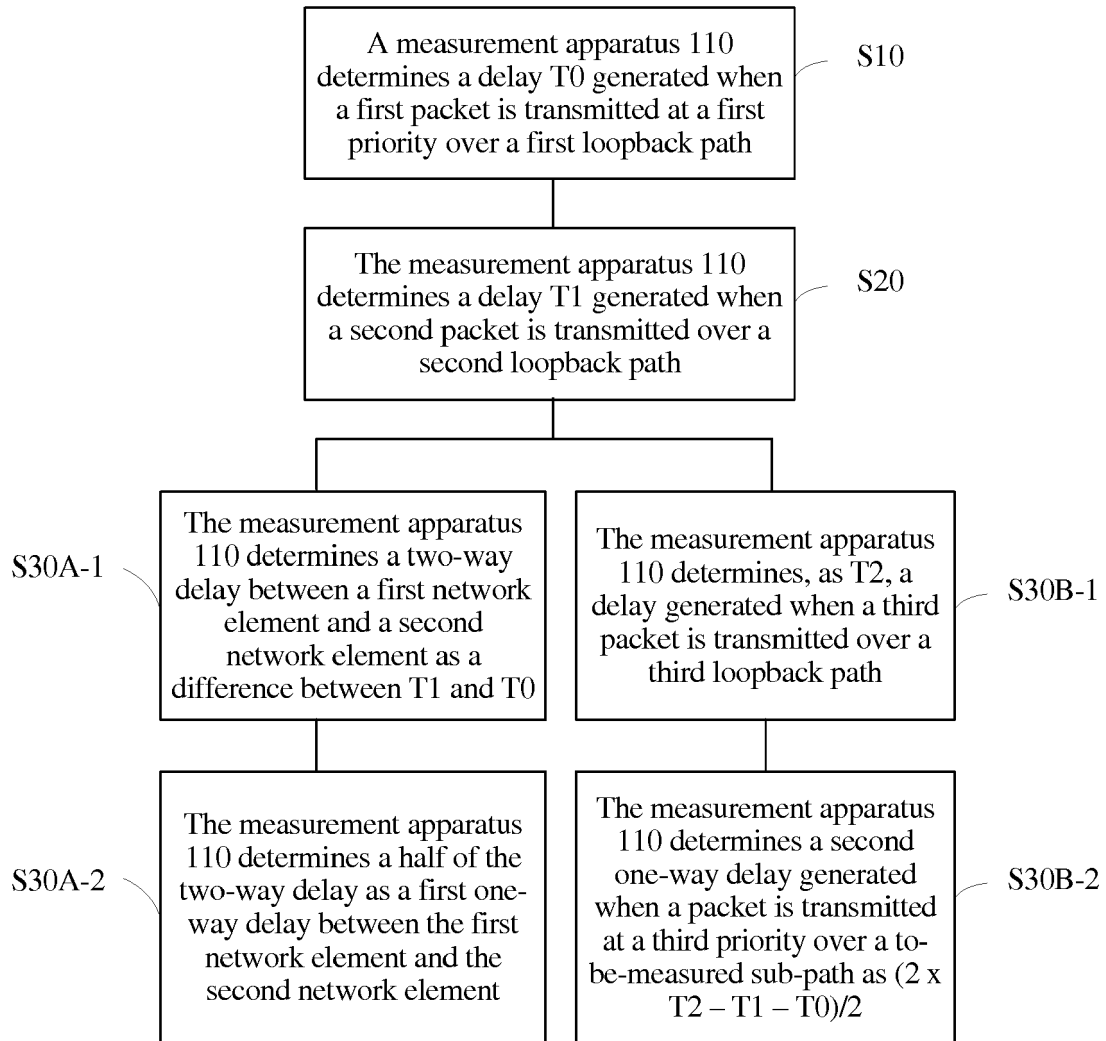 A measurement apparatus 110
determines a delay T0 generated when
a first packet is transmitted at a first
priority over a first loopback path
S10
The measurement apparatus 110
determines a delay T1 generated when
a second packet is transmitted over a
second loopback path
S20
S30A-1
The measurement apparatus
110 determines a two-way
delay between a first network
element and a second
network element as a
difference between T1 and T0
The measurement apparatus
110 determines, as T2, a
delay generated when a third
packet is transmitted over a
third loopback path
S30B-1
S30A-2
The measurement apparatus
110 determines a half of the
two-way delay as a first one-
way delay between the first
network element and the
second network element
The measurement apparatus
110 determines a second
one-way delay generated
when a packet is transmitted
at a third priority over a to-
be-measured sub-path as (2 x
T2 – T1 – T0)/2
S30B-2